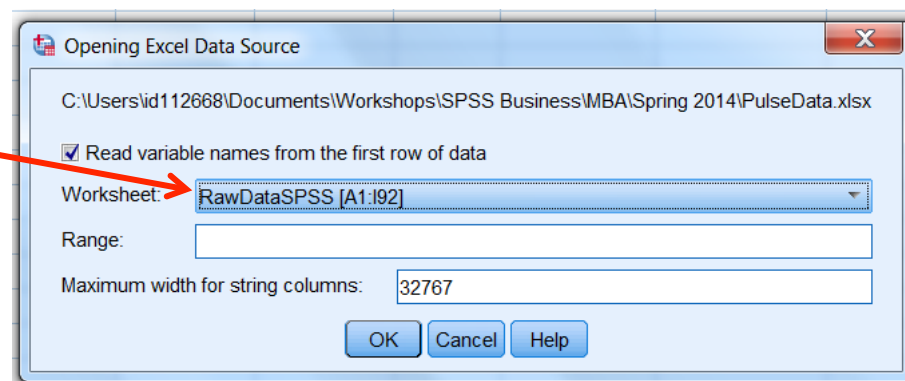 Opening Excel Data Source
C:\Users\id112668\Documents\Workshops\SPSS Business\MBA\Spring 2014\PulseData.xlsx
Read variable names from the first row of data
Worksheet: RawDataSPSS [A1:I92]
Range:
Maximum width for string columns: 32767
OK Cancel Help